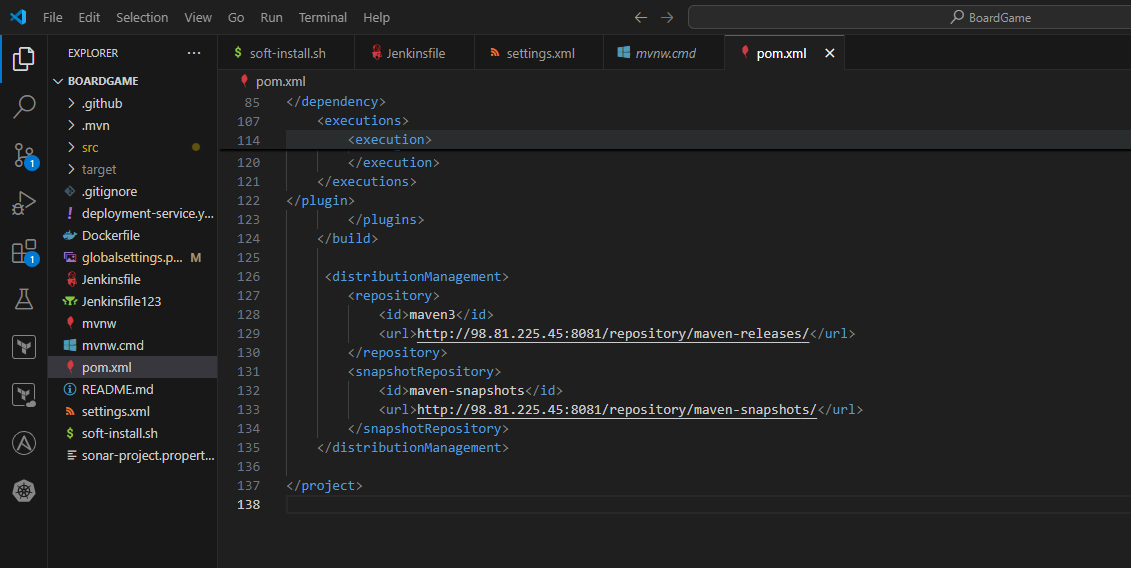 File Edit Selection View Go Run Terminal Help
BoardGame
EXPLORER
BOARDGAME
.github
.mvn
src
target
.gitignore
deployment-service.y...
Dockerfile
globalsettings.p... M
Jenkinsfile
Jenkinsfile123
mvnw
mvnw.cmd
pom.xml
README.md
settings.xml
soft-install.sh
sonar-project.propert...
1
1
soft-install.sh Jenkinsfile settings.xml mvnw.cmd pom.xml
pom.xml
85 </dependency>
107 <executions>
114 <execution>
120 </execution>
121 </executions>
122 </plugin>
123 </plugins>
124 </build>
125
126 <distributionManagement>
127 <repository>
128 <id>maven3</id>
129 <url>http://98.81.225.45:8081/repository/maven-releases/</url>
130 </repository>
131 <snapshotRepository>
132 <id>maven-snapshots</id>
133 <url>http://98.81.225.45:8081/repository/maven-snapshots/</url>
134 </snapshotRepository>
135 </distributionManagement>
136
137 </project>
138